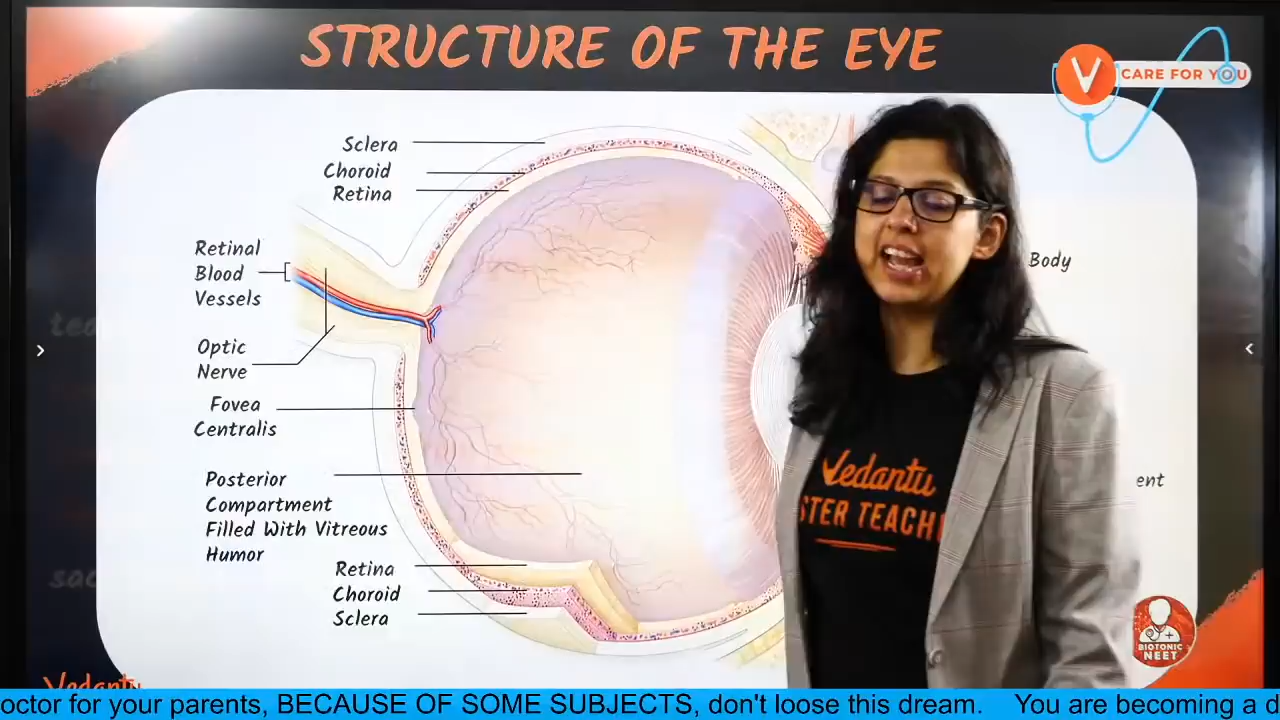 STRUCTURE OF THE EYE
V CARE FOR YOU
Sclera
Choroid
Retina
Retinal
Blood
Vessels
Optic
Nerve
Fovea
Centralis
Posterior
Compartment
Filled With Vitreous
Humor
Retina
Choroid
Sclera
Body
ent
Vedantu
STER TEACHE
BIOTONIC
NEET
Vedantu
octor for your parents, BECAUSE OF SOME SUBJECTS, don't loose this dream. You are becoming a d